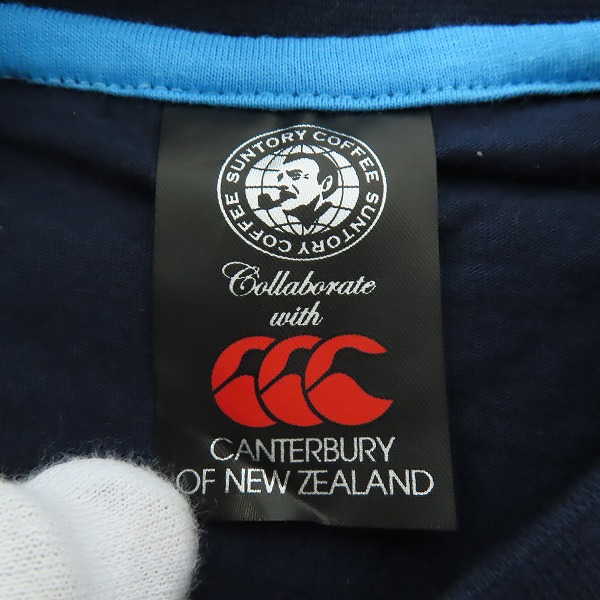 SUNTORY COFFEE SUNTORY COFFEE
Collaborate
with
CANTERBURY
OF NEW ZEALAND